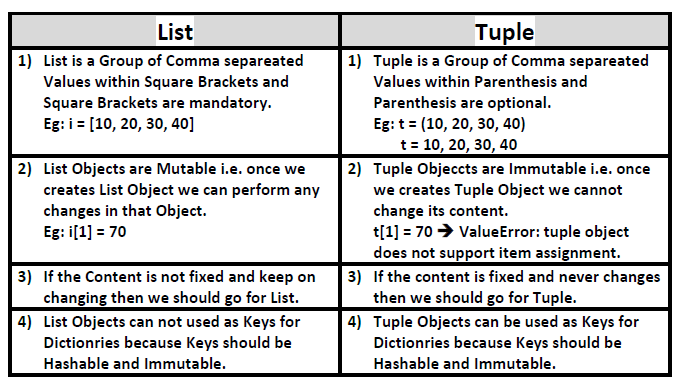 List
Tuple
1) List is a Group of Comma separeated
Values within Square Brackets and
Square Brackets are mandatory.
Eg: i = [10, 20, 30, 40]
1) Tuple is a Group of Comma separeated
Values within Parenthesis and
Parenthesis are optional.
Eg: t = (10, 20, 30, 40)
t = 10, 20, 30, 40
2) List Objects are Mutable i.e. once we
creates List Object we can perform any
changes in that Object.
Eg: i[1] = 70
2) Tuple Objeccts are Immutable i.e. once
we creates Tuple Object we cannot
change its content.
t[1] = 70 ➔ ValueError: tuple object
does not support item assignment.
3) If the Content is not fixed and keep on
changing then we should go for List.
3) If the content is fixed and never changes
then we should go for Tuple.
4) List Objects can not used as Keys for
Dictionries because Keys should be
Hashable and Immutable.
4) Tuple Objects can be used as Keys for
Dictionries because Keys should be
Hashable and Immutable.